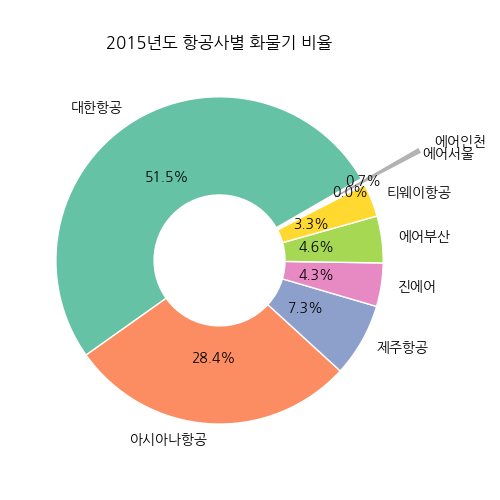 2015년도 항공사별 화물기 비율
대한항공
51.5%
아시아나항공
28.4%
제주항공
7.3%
진에어
4.3%
에어부산
4.6%
티웨이항공
3.3%
에어서울
0.0%
에어인천
0.7%